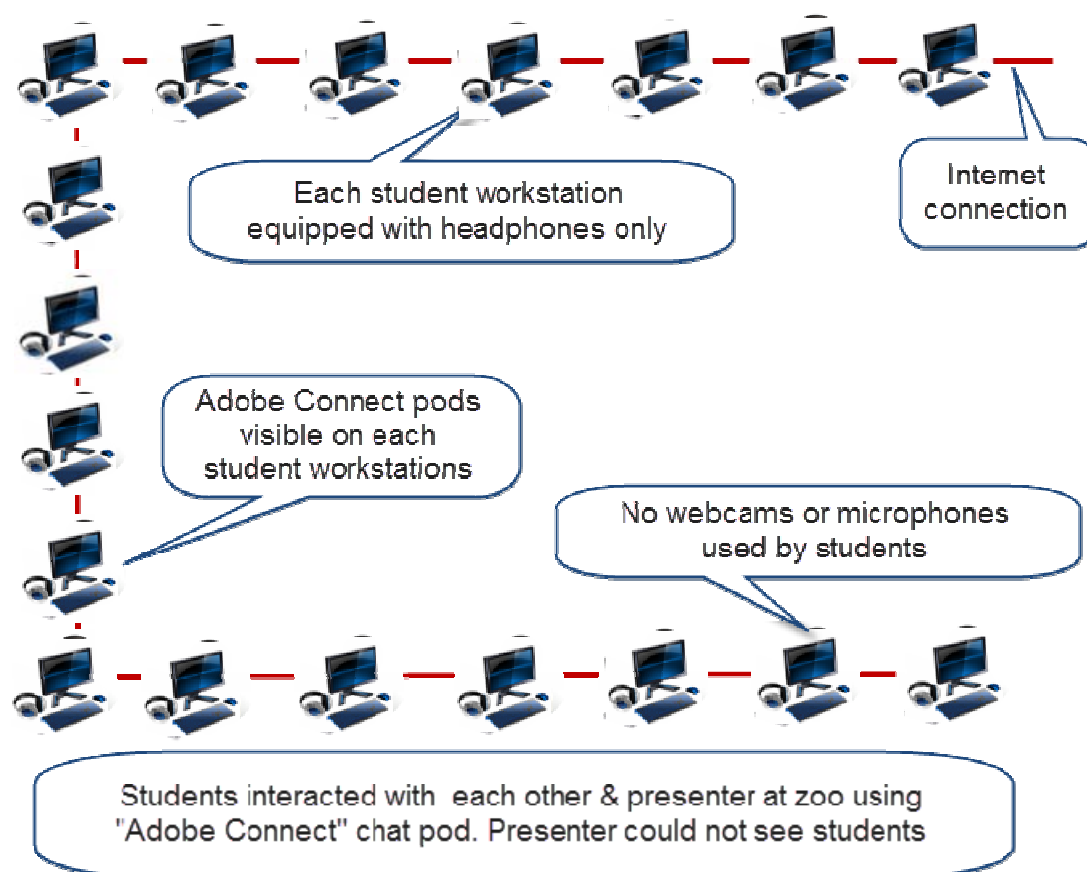 Each student workstation
equipped with headphones only
Internet
connection
Adobe Connect pods
visible on each
student workstations
No webcams or microphones
used by students
Students interacted with each other & presenter at zoo using
"Adobe Connect" chat pod. Presenter could not see students